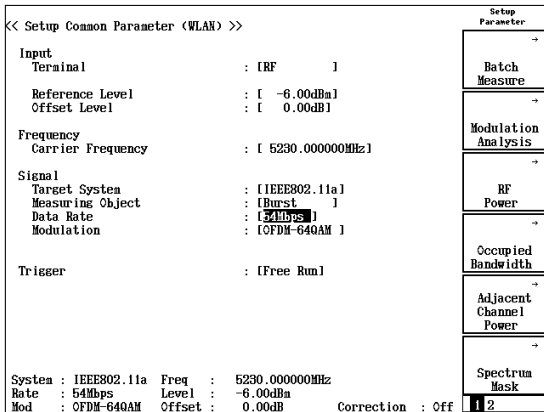 << Setup Common Parameter (WLAN) >>
Input
Terminal : [RF ]
Reference Level : [ -6.00dBm]
Offset Level : [ 0.00dB]
Frequency
Carrier Frequency : [ 5230.000000MHz]
Signal
Target System : [IEEE802.11a]
Measuring Object : [Burst ]
Data Rate : [54Mbps ]
Modulation : [OFDM-64QAM ]
Trigger : [Free Run]
System : IEEE802.11a Freq : 5230.000000MHz
Rate : 54Mbps Level : -6.00dBm
Mod : OFDM-64QAM Offset : 0.00dB Correction : Off
Setup
Parameter
→
Batch
Measure
→
Modulation
Analysis
→
RF
Power
→
Occupied
Bandwidth
→
Adjacent
Channel
Power
→
Spectrum
Mask
1 2